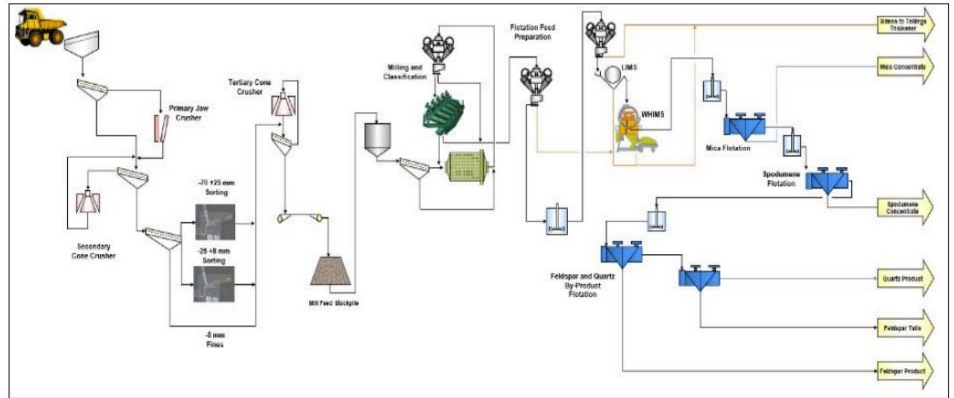 Primary Jaw
Crusher
Secondary
Cone Crusher
-70 +25 mm
Sorting
-25 +8 mm
Sorting
-8 mm
Fines
Tertiary Cone
Crusher
Mill Feed Stockpile
Milling and
Classification
Flotation Feed
Preparation
LIMS
WHIMS
Mica Flotation
Spodumene
Flotation
Feldspar and Quartz
By-Product
Flotation
Slimes to Tailings
Thickener
Mica Concentrate
Spodumene
Concentrate
Quartz Product
Feldspar Tails
Feldspar Product